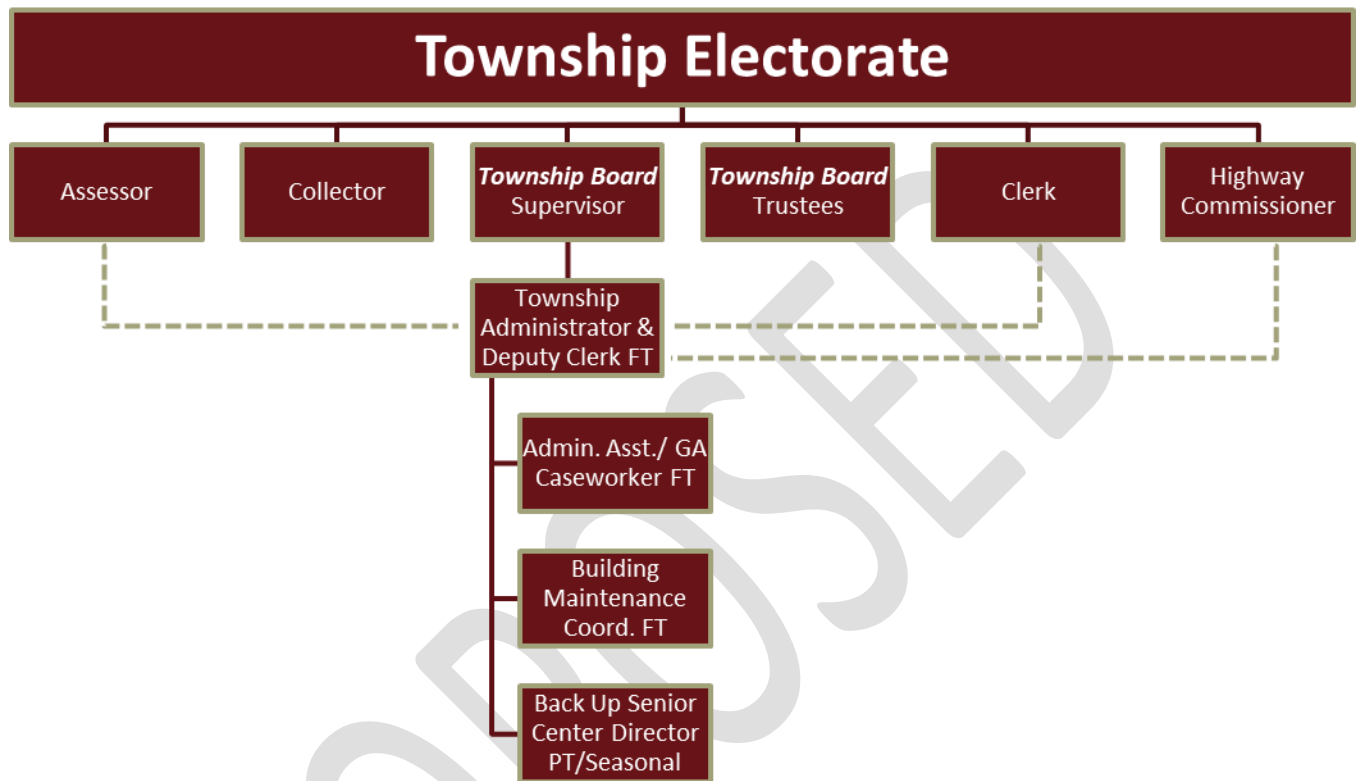 Township Electorate
Assessor
Collector
Township Board
Supervisor
Township Board
Trustees
Clerk
Highway
Commissioner
Township
Administrator &
Deputy Clerk FT
Admin. Asst./ GA
Caseworker FT
Building
Maintenance
Coord. FT
Back Up Senior
Center Director
PT/Seasonal
OPOSED